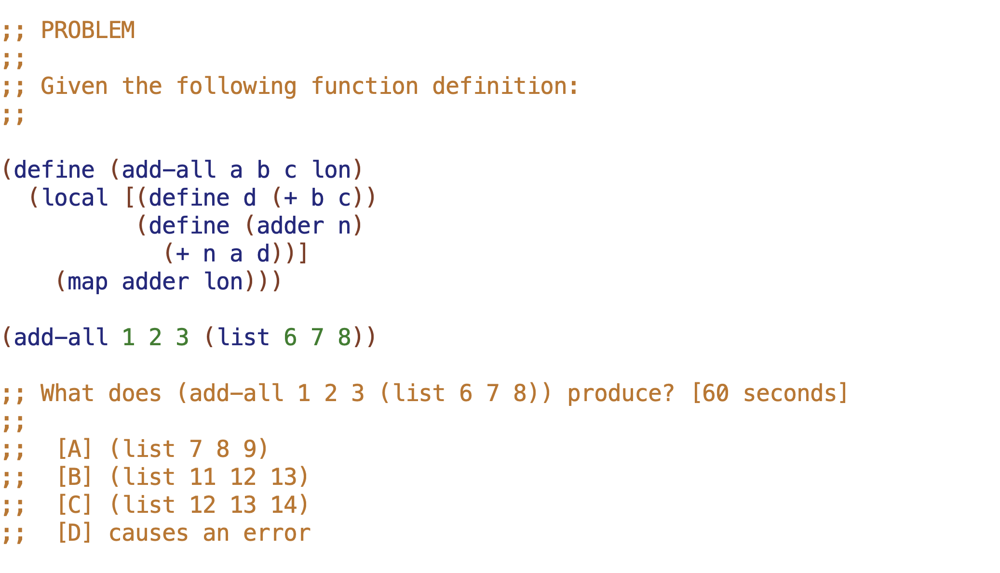 ;; PROBLEM
;;
;; Given the following function definition:
;;
(define (add-all a b c lon)
  (local [(define d (+ b c))
          (define (adder n)
            (+ n a d))]
    (map adder lon)))
(add-all 1 2 3 (list 6 7 8))
;; What does (add-all 1 2 3 (list 6 7 8)) produce? [60 seconds]
;;
;;  [A] (list 7 8 9)
;;  [B] (list 11 12 13)
;;  [C] (list 12 13 14)
;;  [D] causes an error